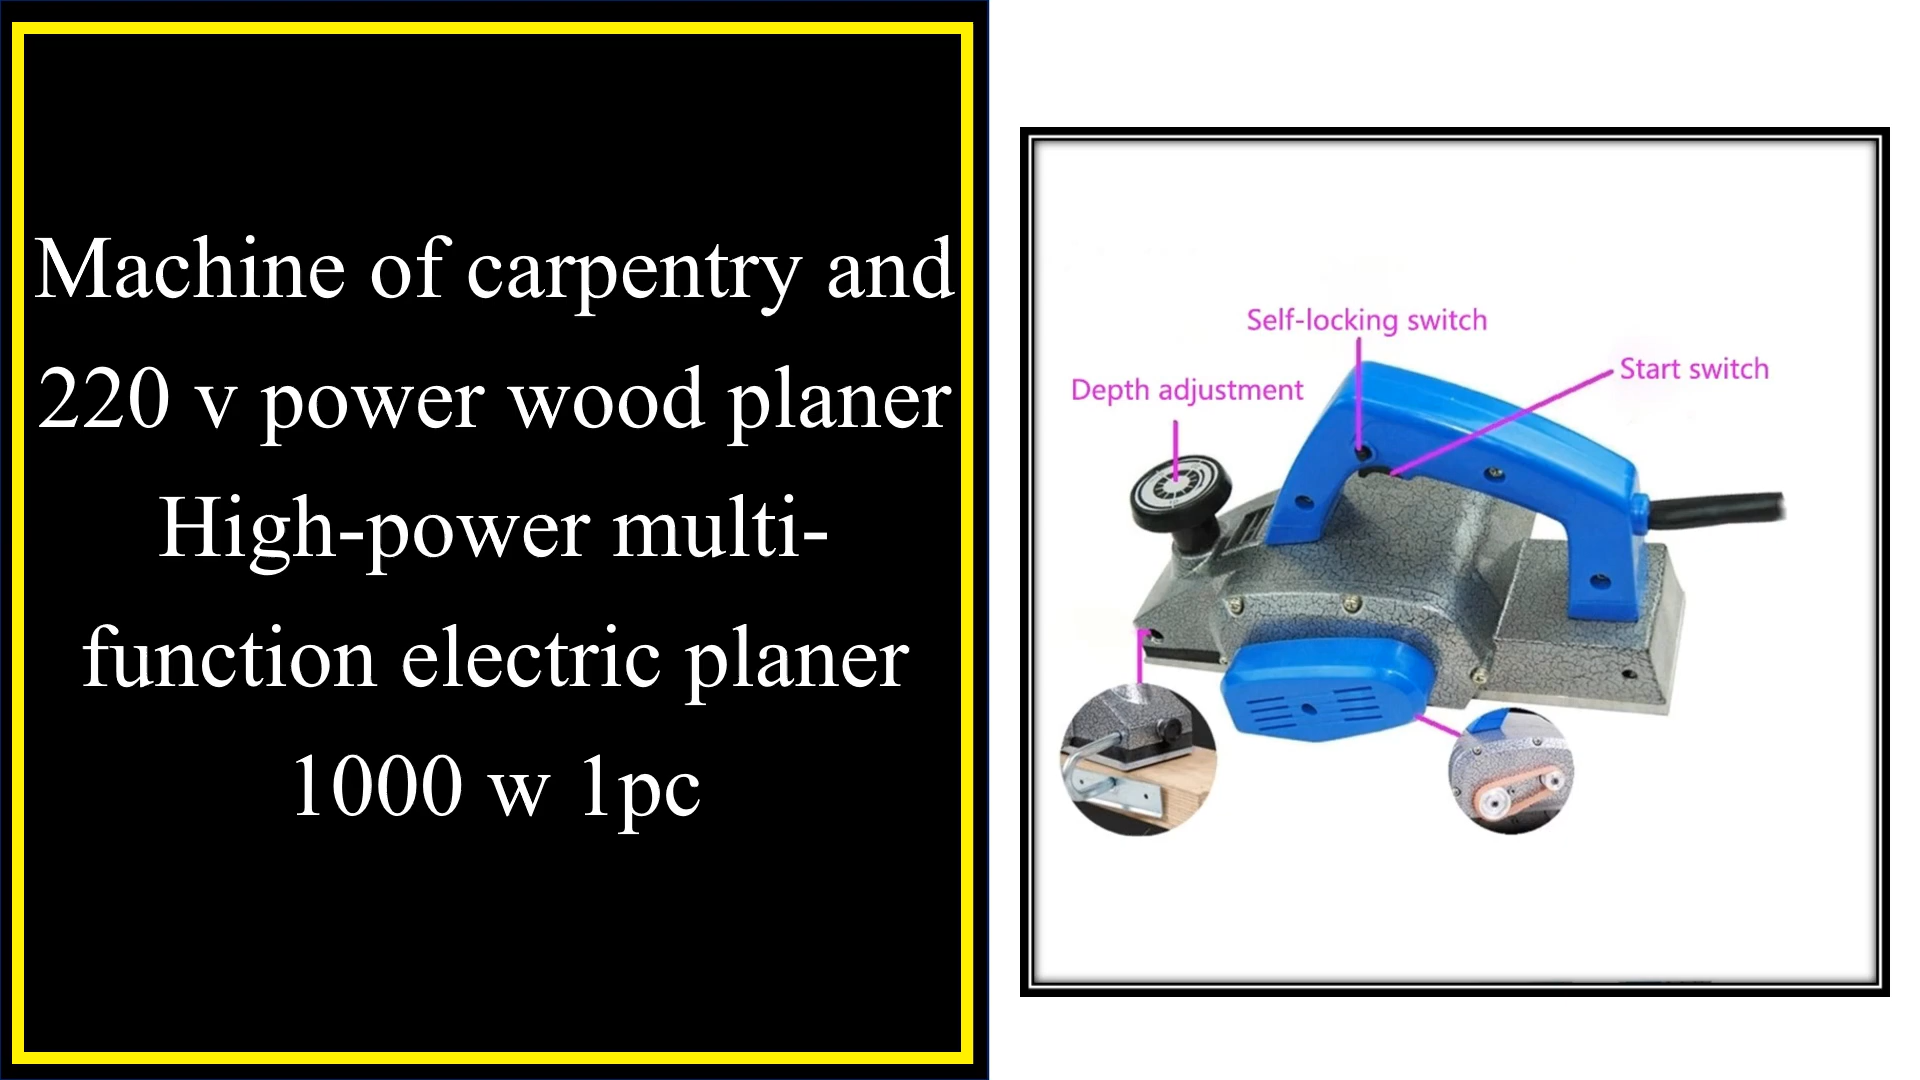 Machine of carpentry and
220 v power wood planer
High-power multi-
function electric planer
1000 w 1pc
Self-locking switch
Start switch
Depth adjustment